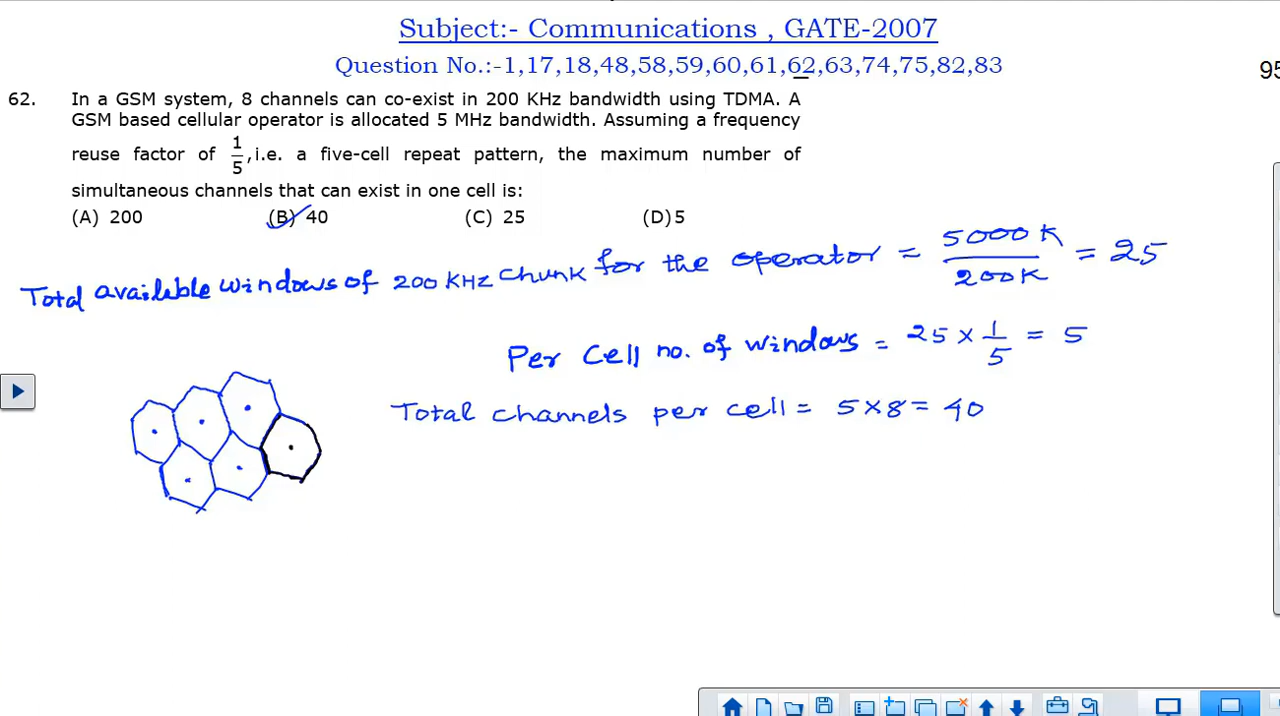 Subject:- Communications , GATE-2007
Question No.:-1,17,18,48,58,59,60,61,62,63,74,75,82,83
95
62. In a GSM system, 8 channels can co-exist in 200 KHz bandwidth using TDMA. A
GSM based cellular operator is allocated 5 MHz bandwidth. Assuming a frequency
reuse factor of 1/5, i.e. a five-cell repeat pattern, the maximum number of
simultaneous channels that can exist in one cell is:
(A) 200 (B) 40 (C) 25 (D) 5
Total available windows of 200 KHz chunk for the operator = 5000 K / 200 K = 25
Per Cell no. of windows = 25 × 1/5 = 5
Total channels per cell = 5×8 = 40